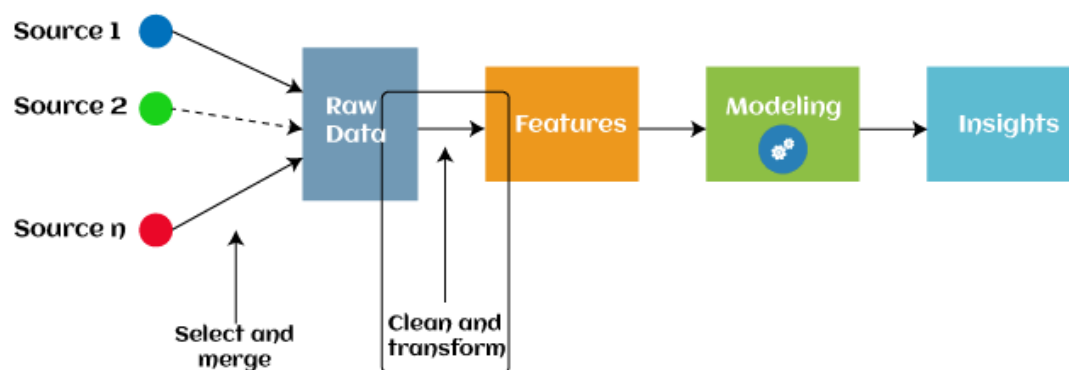 Source 1
Source 2
Source n
Raw
Data
Features
Modeling
Insights
Select and
merge
Clean and
transform